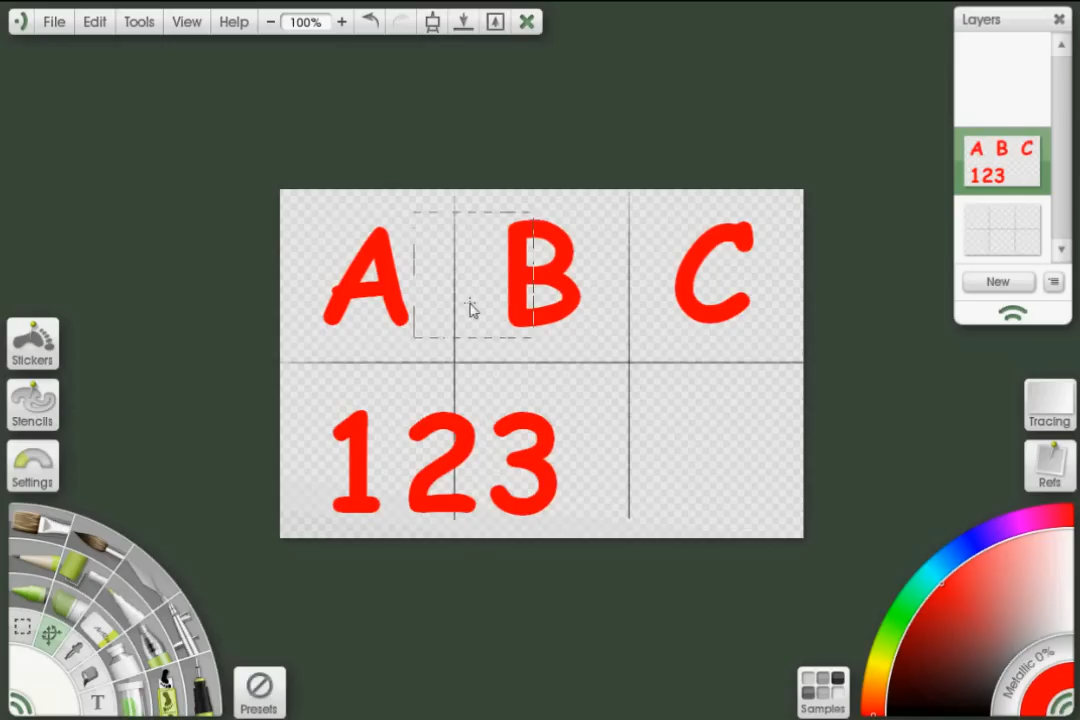 File Edit Tools View Help 100%
Layers
A B C
123
New
A B C
123
Stickers
Stencils
Settings
Tracing
Refs
T
Presets
Samples
Metallic 0%